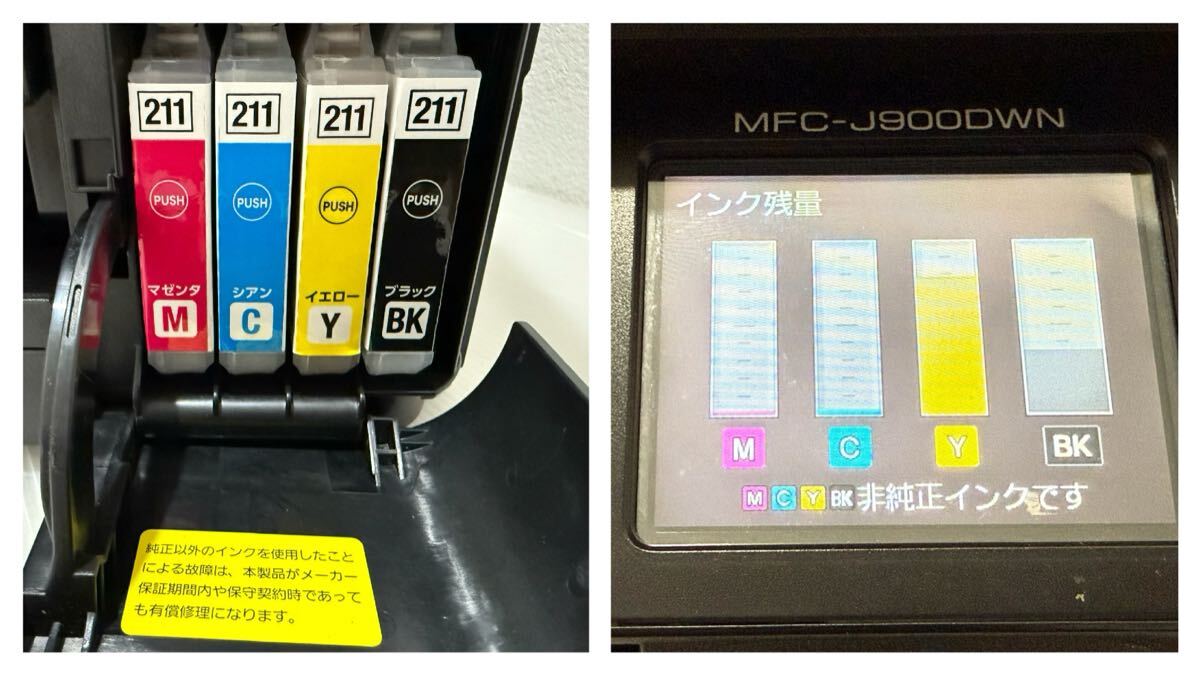 211 211 211 211
PUSH PUSH PUSH PUSH
マゼンタ シアン イエロー ブラック
M C Y BK
純正以外のインクを使用したこと
による故障は、本製品がメーカー
保証期間内や保守契約時であって
も有償修理になります。
MFC-J900DWN
インク残量
M C Y BK
M C Y BK 非純正インクです